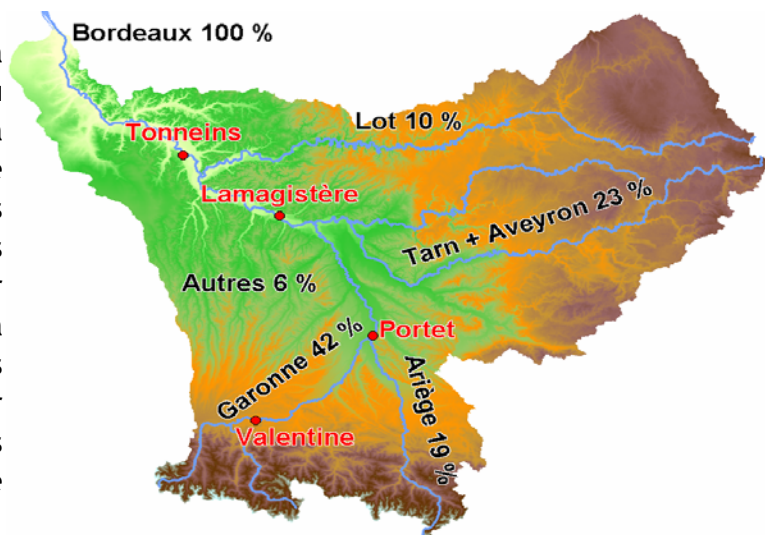 Bordeaux 100 %
Tonneins
Lot 10 %
Lamagistère
Tarn + Aveyron 23 %
Autres 6 %
Portet
Garonne 42 %
Ariège 19 %
Valentine